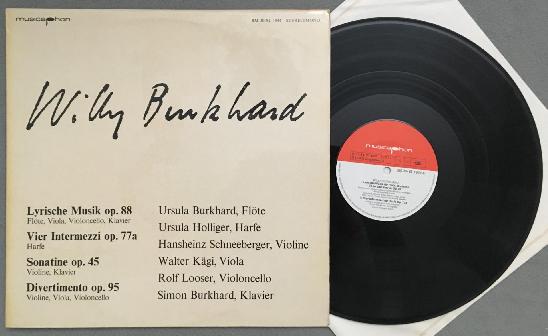 musicaphon
STEREO/MONO
Willy Burkhard
Lyrische Musik op. 88
Flöte, Viola, Violoncello, Klavier
Vier Intermezzi op. 77a
Harfe
Sonatine op. 45
Violine, Klavier
Divertimento op. 95
Violine, Viola, Violoncello
Ursula Burkhard, Flöte
Ursula Holliger, Harfe
Hansheinz Schneeberger, Violine
Walter Kägi, Viola
Rolf Looser, Violoncello
Simon Burkhard, Klavier
musicaphon